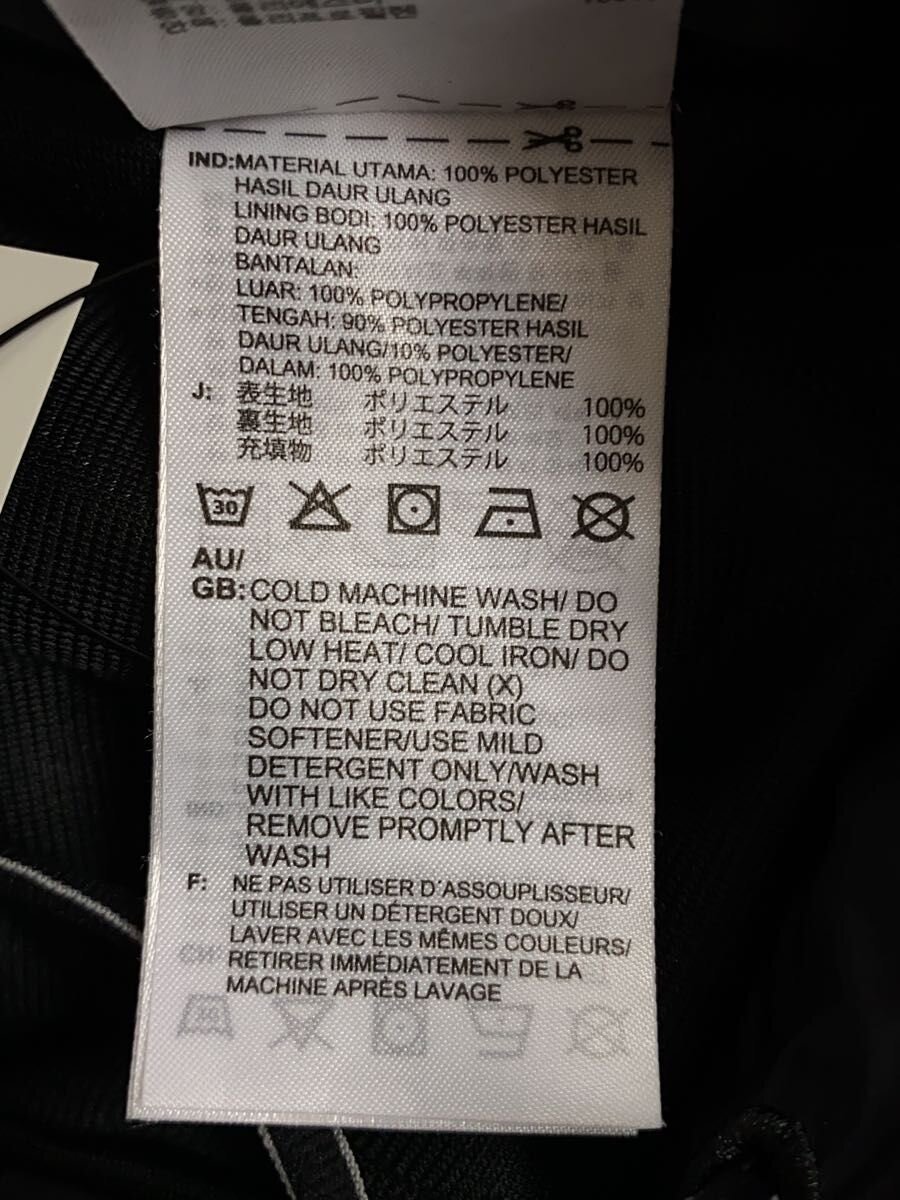 IND:MATERIAL UTAMA: 100% POLYESTER
HASIL DAUR ULANG
LINING BODI: 100% POLYESTER HASIL
DAUR ULANG
BANTALAN:
LUAR: 100% POLYPROPYLENE/
TENGAH: 90% POLYESTER HASIL
DAUR ULANG/10% POLYESTER/
DALAM: 100% POLYPROPYLENE
J: 表生地 ポリエステル 100%
裏生地 ポリエステル 100%
充填物 ポリエステル 100%
30
AU/
GB:COLD MACHINE WASH/ DO
NOT BLEACH/ TUMBLE DRY
LOW HEAT/ COOL IRON/ DO
NOT DRY CLEAN (X)
DO NOT USE FABRIC
SOFTENER/USE MILD
DETERGENT ONLY/WASH
WITH LIKE COLORS/
REMOVE PROMPTLY AFTER
WASH
F: NE PAS UTILISER D'ASSOUPLISSEUR/
UTILISER UN DÉTERGENT DOUX/
LAVER AVEC LES MÊMES COULEURS/
RETIRER IMMÉDIATEMENT DE LA
MACHINE APRÈS LAVAGE